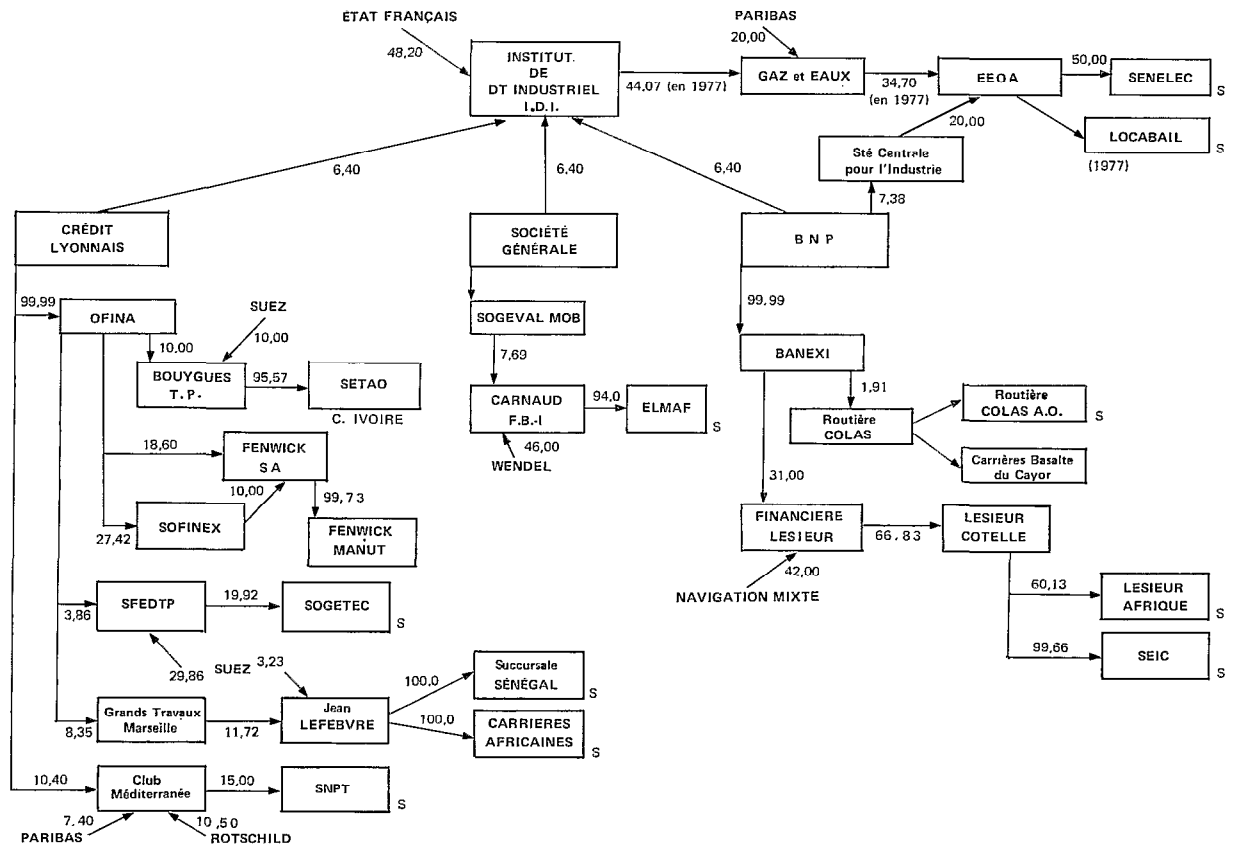 ÉTAT FRANÇAIS
48,20
INSTITUT.
DE
DT INDUSTRIEL
I.D.I.
44,07 (en 1977)
PARIBAS
20,00
GAZ et EAUX
34,70
(en 1977)
EEOA
50,00
SENELEC
S
LOCABAIL
S
(1977)
20,00
Sté Centrale
pour l'Industrie
7,38
6,40
6,40
6,40
CRÉDIT
LYONNAIS
SOCIÉTÉ
GÉNÉRALE
BNP
99,99
OFINA
SUEZ
10,00
10,00
BOUYGUES
T.P.
95,57
SETAO
C. IVOIRE
18,60
FENWICK
SA
10,00
99,73
27,42
SOFINEX
FENWICK
MANUT
SOGEVAL MOB
7,69
CARNAUD
F.B.-I
94,0
ELMAF
S
46,00
WENDEL
99,99
BANEXI
1,91
Routière
COLAS
Routière
COLAS A.O.
S
Carrières Basalte
du Cayor
31,00
FINANCIERE
LESIEUR
66,83
LESIEUR
COTELLE
42,00
NAVIGATION MIXTE
60,13
LESIEUR
AFRIQUE
S
99,66
SEIC
S
3,86
SFEDTP
19,92
SOGETEC
S
29,86
SUEZ
3,23
8,35
Grands Travaux
Marseille
11,72
Jean
LEFEBVRE
100,0
Succursale
SÉNÉGAL
S
100,0
CARRIERES
AFRICAINES
S
10,40
Club
Méditerranée
15,00
SNPT
S
7,40
PARIBAS
10,50
ROTSCHILD